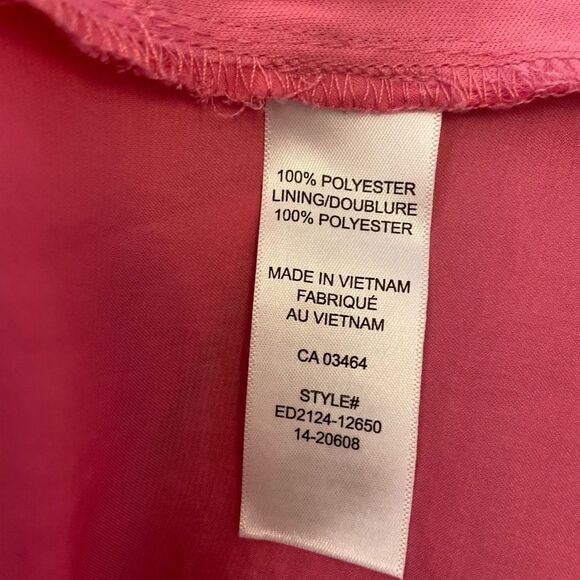 100% POLYESTER
LINING/DOUBLURE
100% POLYESTER
MADE IN VIETNAM
FABRIQUÉ
AU VIETNAM
CA 03464
STYLE#
ED2124-12650
14-20608